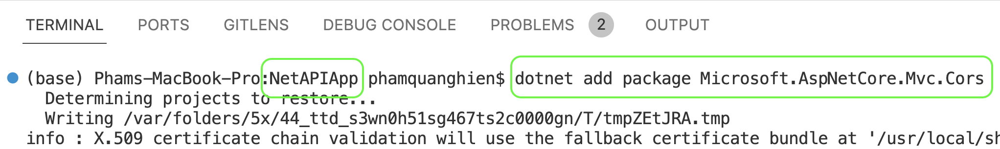 TERMINAL PORTS GITLENS DEBUG CONSOLE PROBLEMS 2 OUTPUT
(base) Phams-MacBook-Pro:NetAPIApp phamquanghien$ dotnet add package Microsoft.AspNetCore.Mvc.Cors
Determining projects to restore...
Writing /var/folders/5x/44_ttd_s3wn0h51sg467ts2c0000gn/T/tmpZEtJRA.tmp
info : X.509 certificate chain validation will use the fallback certificate bundle at '/usr/local/sh